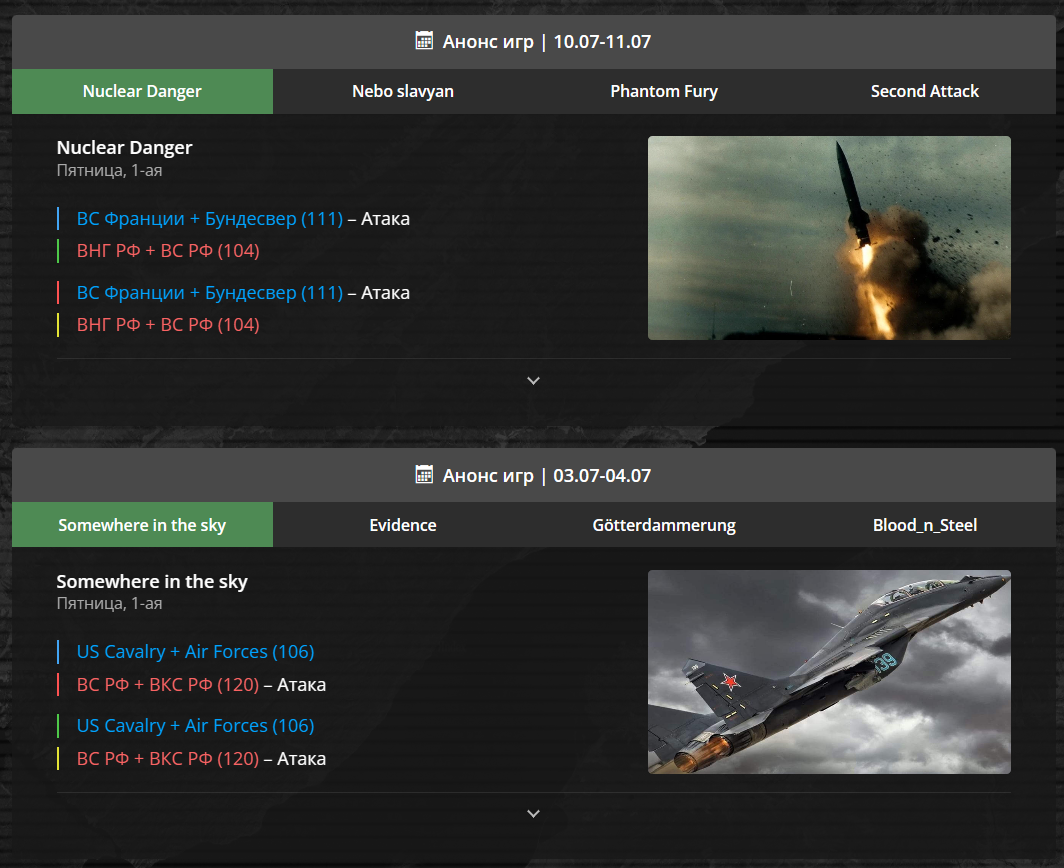 Анонс игр | 10.07-11.07
Nuclear Danger
Nebo slavyan
Phantom Fury
Second Attack
Nuclear Danger
Пятница, 1-ая
ВС Франции + Бундесвер (111) – Атака
ВНГ РФ + ВС РФ (104)
ВС Франции + Бундесвер (111) – Атака
ВНГ РФ + ВС РФ (104)
Анонс игр | 03.07-04.07
Somewhere in the sky
Evidence
Götterdammerung
Blood_n_Steel
Somewhere in the sky
Пятница, 1-ая
US Cavalry + Air Forces (106)
ВС РФ + ВКС РФ (120) – Атака
US Cavalry + Air Forces (106)
ВС РФ + ВКС РФ (120) – Атака
39